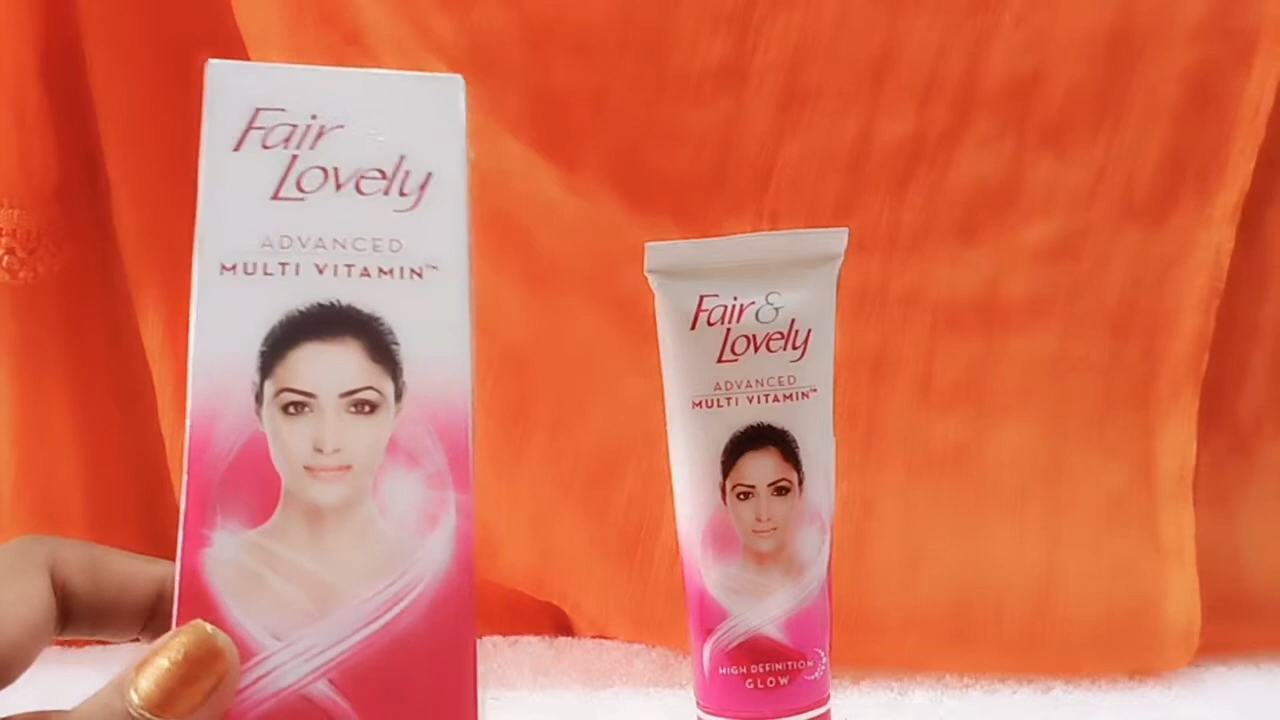 Fair
Lovely
ADVANCED
MULTI VITAMIN™
Fair &
Lovely
ADVANCED
MULTI VITAMIN™
HIGH DEFINITION
GLOW